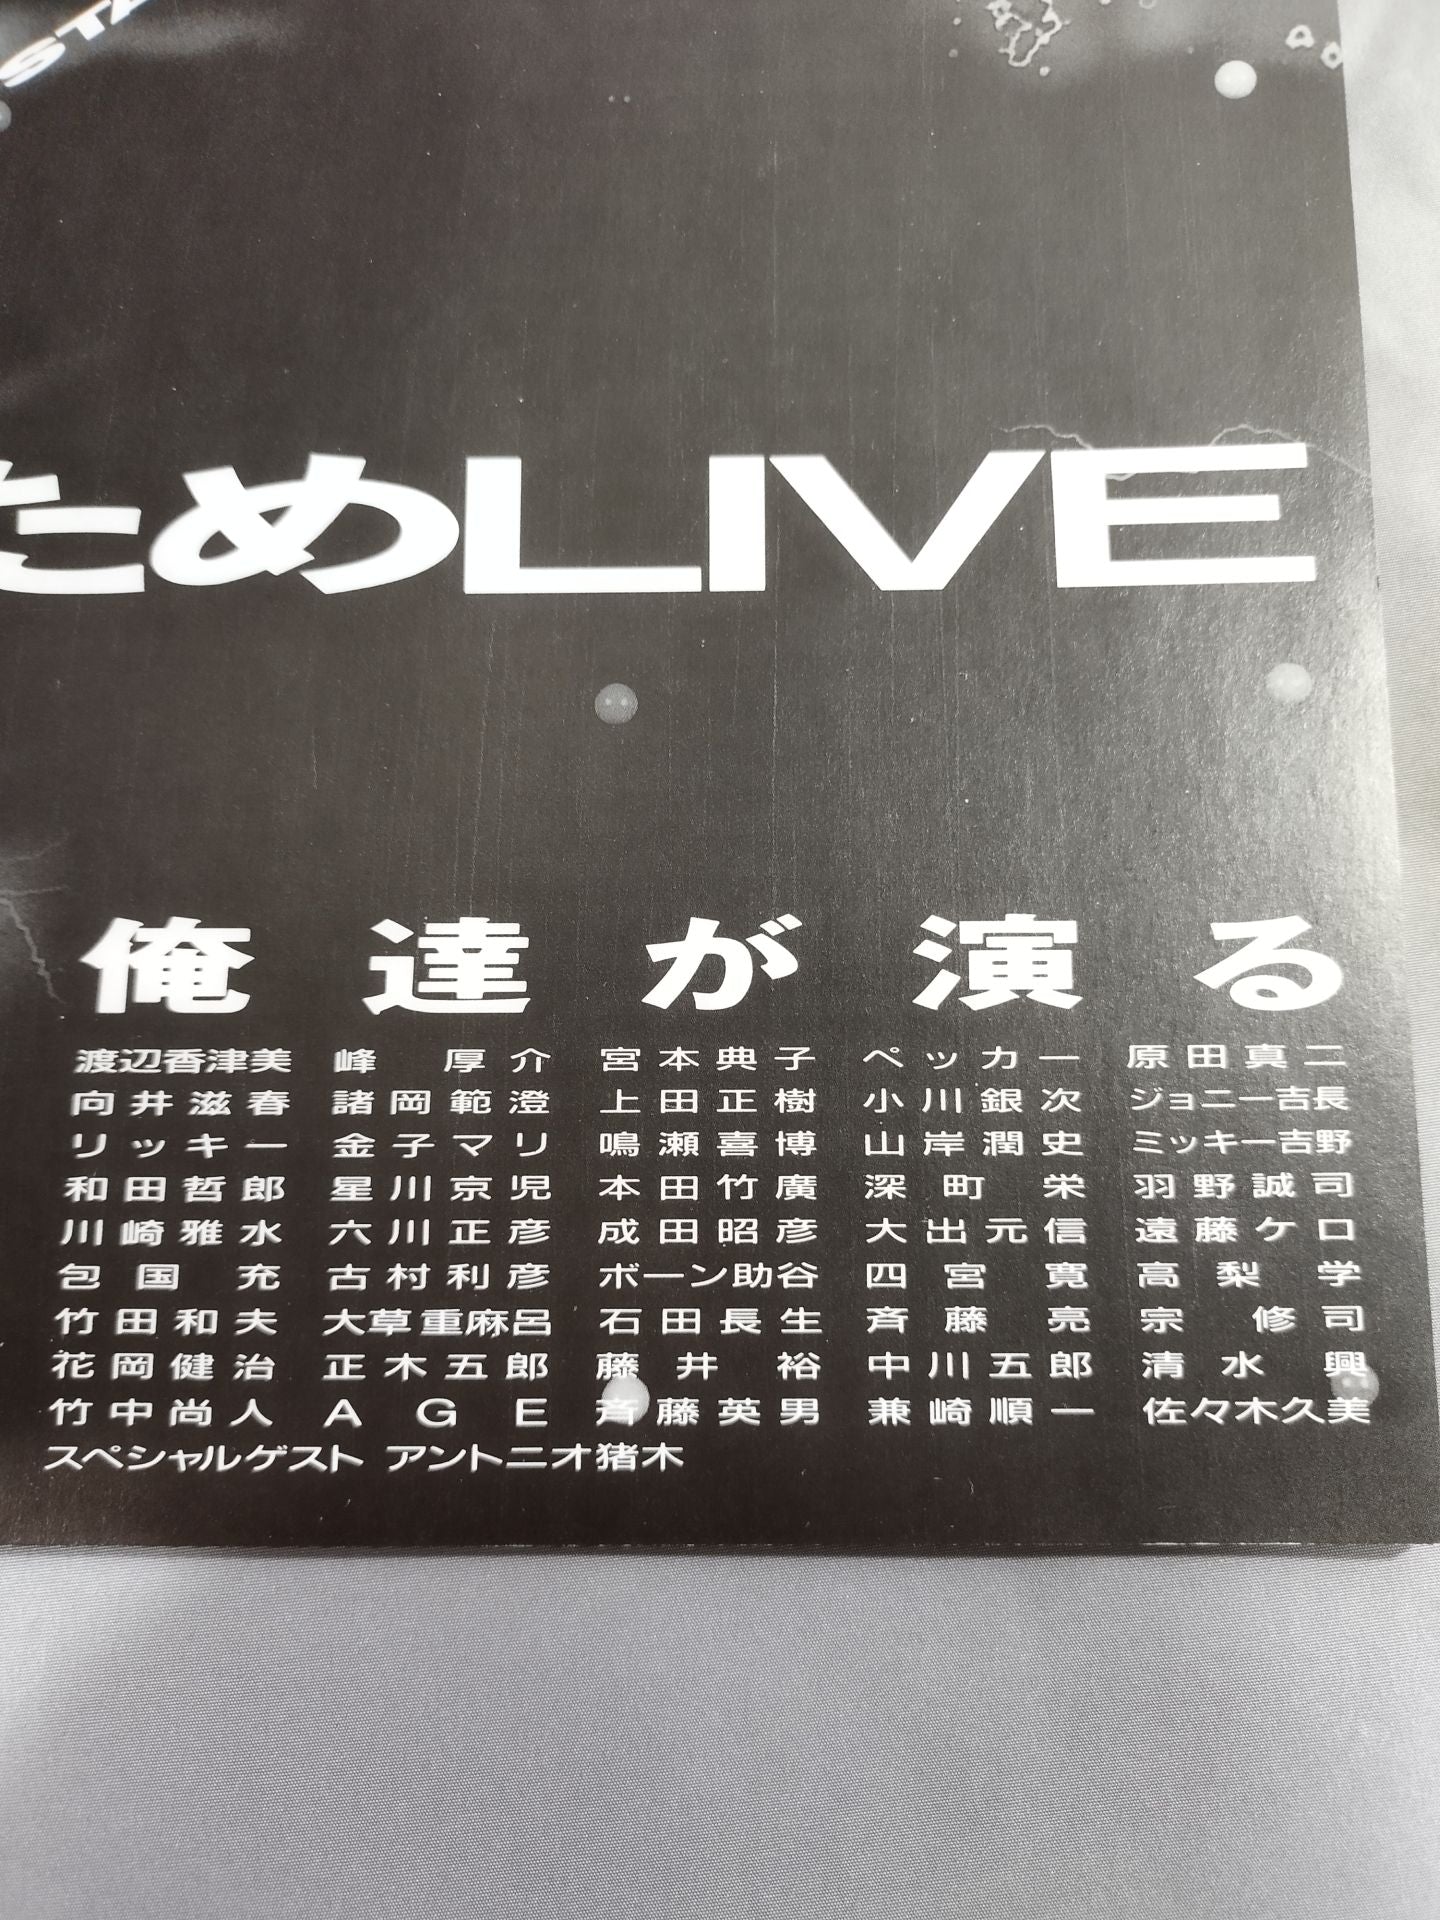 STA
ためLIVE
俺達が演る
渡辺香津美 峰厚介 宮本典子 ペッカー 原田真二
向井滋春 諸岡範澄 上田正樹 小川銀次 ジョニー吉長
リッキー 金子マリ 鳴瀬喜博 山岸潤史 ミッキー吉野
和田哲郎 星川京児 本田竹廣 深町栄 羽野誠司
川崎雅水 六川正彦 成田昭彦 大出元信 遠藤ケロ
包国充 古村利彦 ボーン助谷 四宮寛 高梨学
竹田和夫 大草重麻呂 石田長生 斉藤亮 宗修司
花岡健治 正木五郎 藤井裕 中川五郎 清水興
竹中尚人 AGE 斉藤英男 兼崎順一 佐々木久美
スペシャルゲスト アントニオ猪木